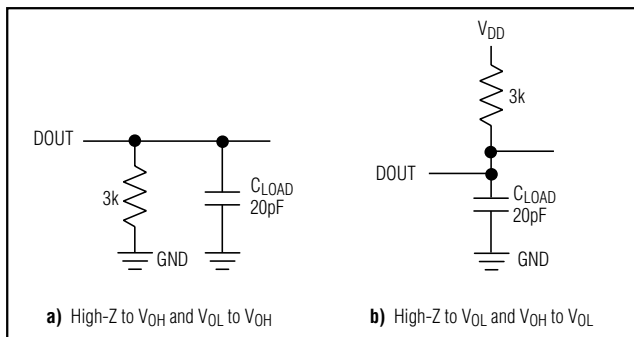 DOUT
3k
CLOAD
20pF
GND
a) High-Z to VOH and VOL to VOH
VDD
3k
DOUT
CLOAD
20pF
GND
b) High-Z to VOL and VOH to VOL